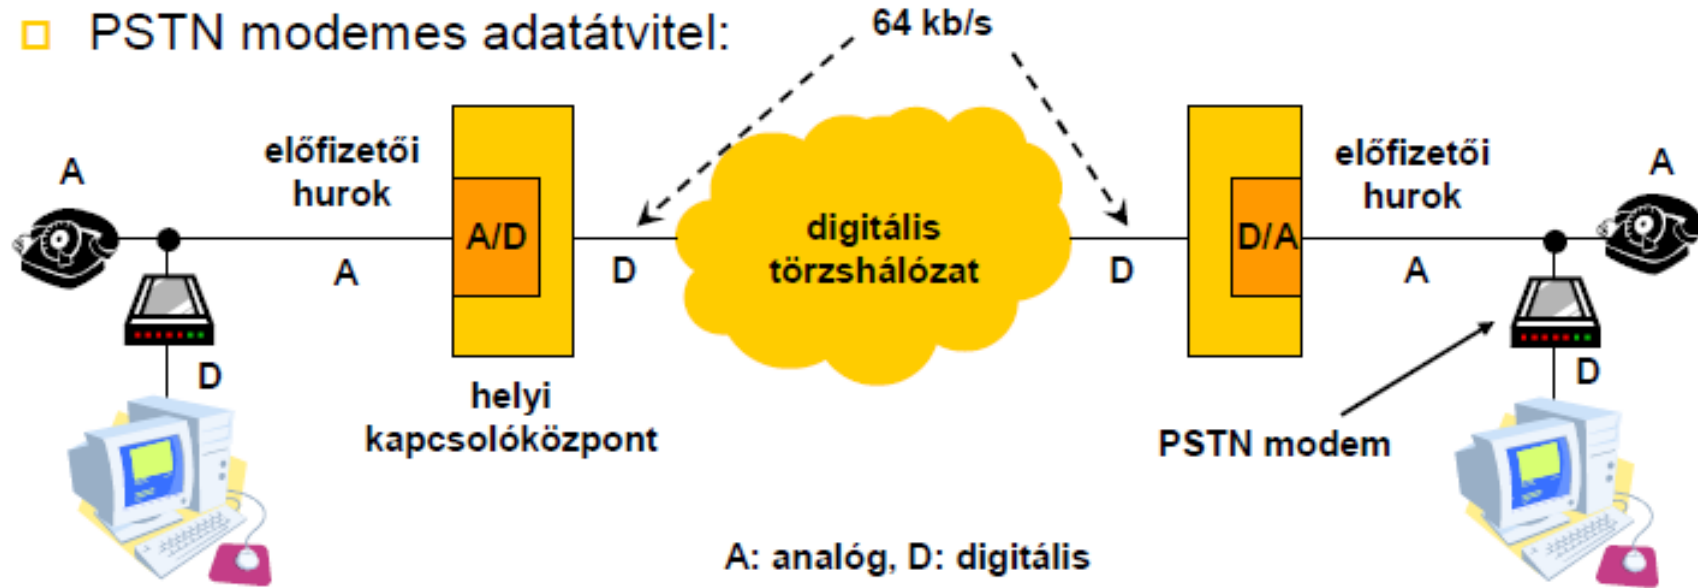 PSTN modemes adatátvitel:
64 kb/s
A
előfizetői
hurok
A
A/D
D
digitális
törzshálózat
D
D/A
előfizetői
hurok
A
A
D
helyi
kapcsolóközpont
PSTN modem
D
A: analóg, D: digitális